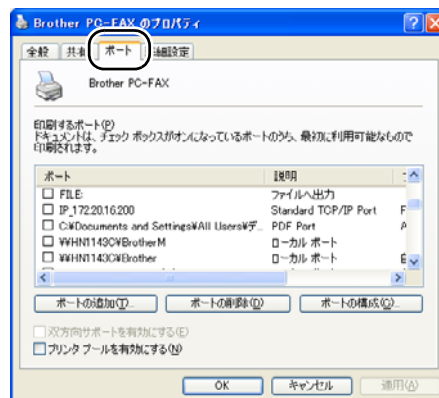 Brother PC-FAX のプロパティ
全般 共有 ポート 詳細設定
Brother PC-FAX
印刷するポート(P)
ドキュメントは、チェック ボックスがオンになっているポートのうち、最初に利用可能なもので
印刷されます。
ポート 説明
FILE: ファイルへ出力
IP_172.20.16.200 Standard TCP/IP Port F
C:¥Documents and Settings¥All Users¥デ... PDF Port
¥¥HN1143C¥BrotherM ローカル ポート
¥¥HN1143C¥Brother ローカル ポート
ポートの追加(T)... ポートの削除(D) ポートの構成(C)...
双方向サポートを有効にする(E)
プリンタ プールを有効にする(N)
OK キャンセル 適用(A)